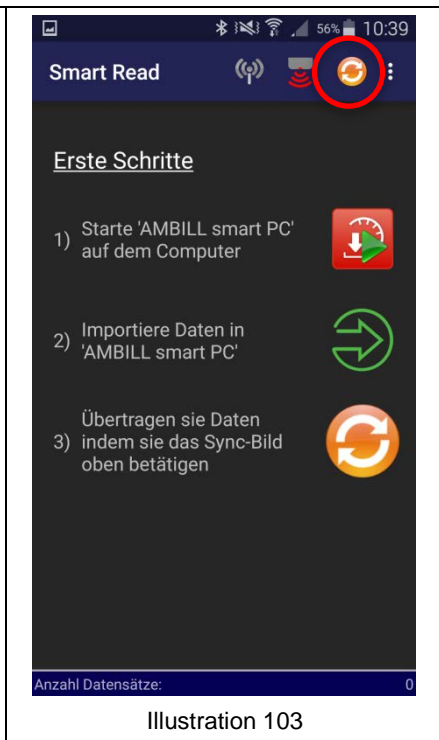 56% 10:39
Smart Read
Erste Schritte
1) Starte 'AMBILL smart PC'
auf dem Computer
2) Importiere Daten in
'AMBILL smart PC'
Übertragen sie Daten
3) indem sie das Sync-Bild
oben betätigen
Anzahl Datensätze: 0
Illustration 103